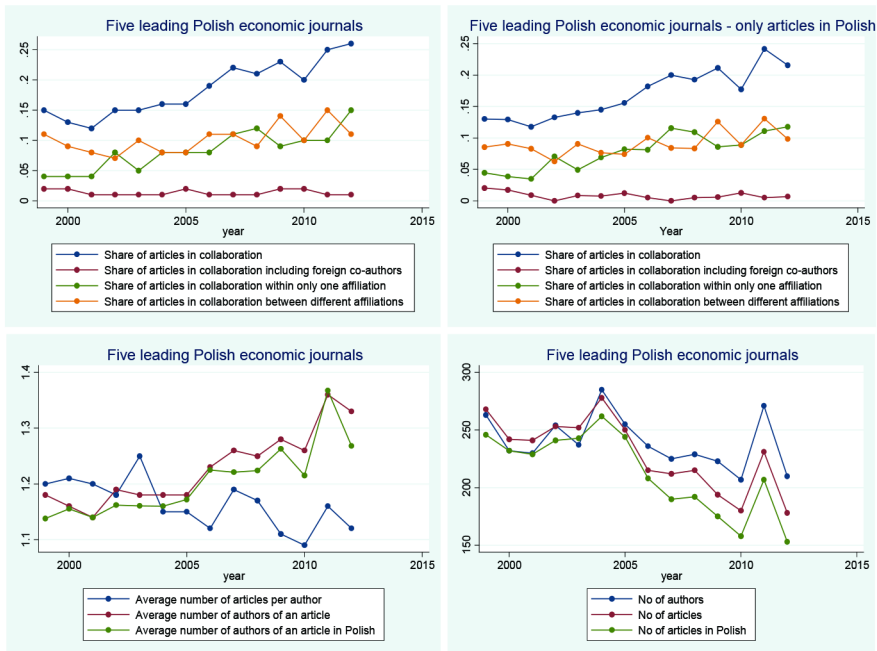 Five leading Polish economic journals
.25
.2
.15
.1
.05
0
2000 2005 2010 2015
year
Share of articles in collaboration
Share of articles in collaboration including foreign co-authors
Share of articles in collaboration within only one affiliation
Share of articles in collaboration between different affiliations
Five leading Polish economic journals - only articles in Polish
.25
.2
.15
.1
.05
0
2000 2005 2010 2015
Year
Share of articles in collaboration
Share of articles in collaboration including foreign co-authors
Share of articles in collaboration within only one affiliation
Share of articles in collaboration between different affiliations
Five leading Polish economic journals
1.4
1.3
1.2
1.1
2000 2005 2010 2015
year
Average number of articles per author
Average number of authors of an article
Average number of authors of an article in Polish
Five leading Polish economic journals
300
250
200
150
2000 2005 2010 2015
year
No of authors
No of articles
No of articles in Polish